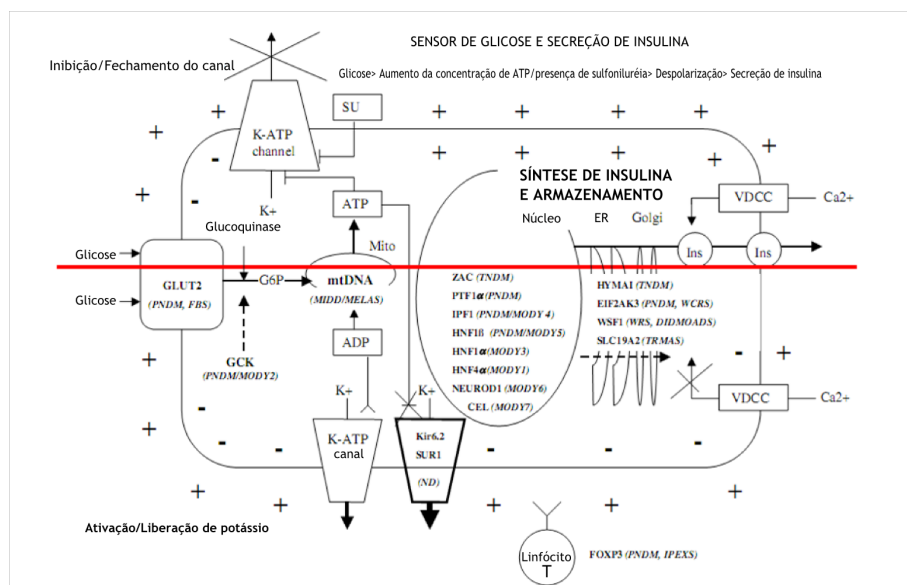 SENSOR DE GLICOSE E SECREÇÃO DE INSULINA
Inibição/Fechamento do canal
Glicose> Aumento da concentração de ATP/presença de sulfoniluréia> Despolarização> Secreção de insulina
SU
K-ATP
channel
K+
ATP
Glucoquinase
Mito
SÍNTESE DE INSULINA
E ARMAZENAMENTO
Núcleo
ER
Golgi
VDCC
Ca2+
Ins
Ins
Glicose
Glicose
GLUT2
(PNDM, FBS)
G6P
mtDNA
(MIDD/MELAS)
GCK
(PNDM/MODY2)
ADP
ZAC (TNDM)
PTF1α(PNDM)
IPF1 (PNDM/MODY 4)
HNF1ß (PNDM/MODY5)
HNF1α(MODY3)
HNF4α(MODY1)
NEUROD1 (MODY6)
CEL (MODY7)
HYMAI (TNDM)
EIF2AK3 (PNDM, WCRS)
WSF1 (WRS, DIDMOADS)
SLC19A2 (TRMAS)
VDCC
Ca2+
K+
K+
K-ATP
canal
Kir6.2
SUR1
(ND)
Ativação/Liberação de potássio
Linfócito
T
FOXP3 (PNDM, IPEXS)